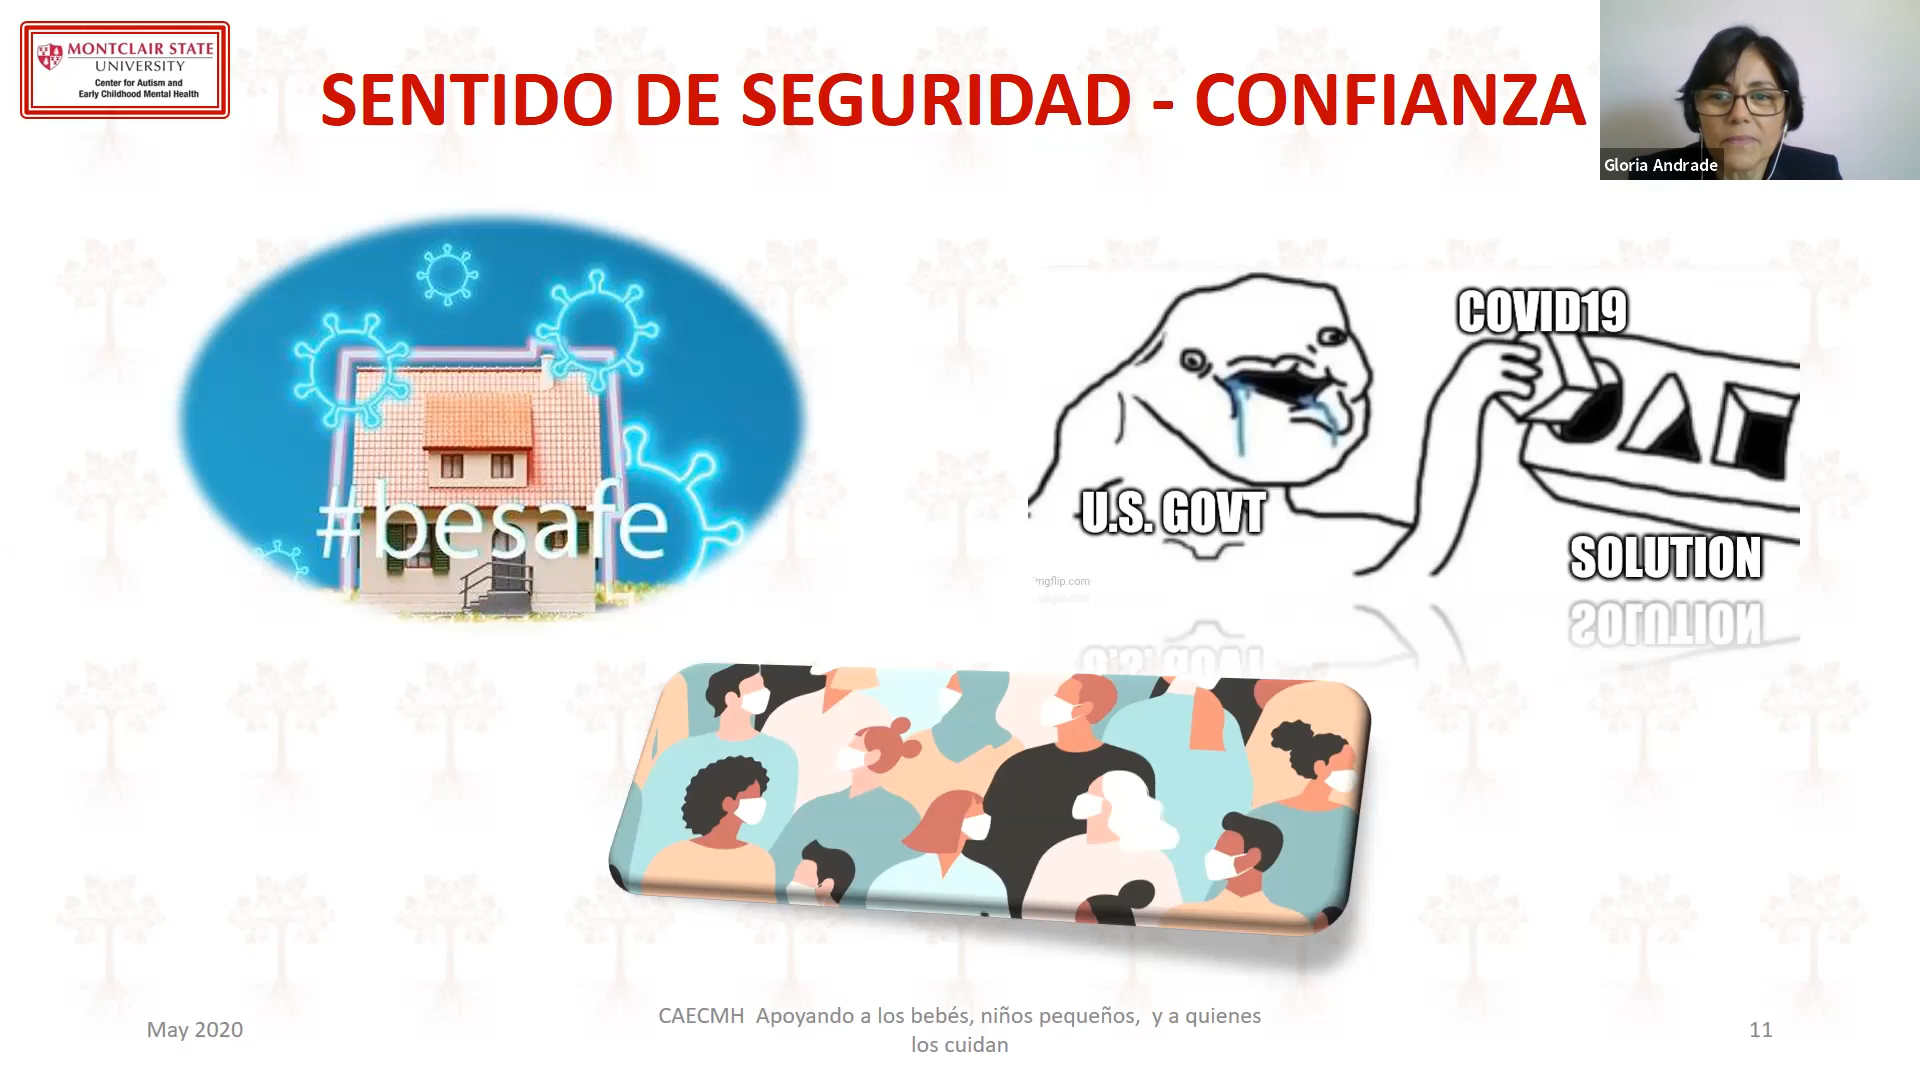 MONTCLAIR STATE
UNIVERSITY
Center for Autism and
Early Childhood Mental Health
SENTIDO DE SEGURIDAD - CONFIANZA
Gloria Andrade
#besafe
COVID19
U.S. GOVT
SOLUTION
mgflip.com
May 2020
CAECMH Apoyando a los bebés, niños pequeños, y a quienes
los cuidan
11